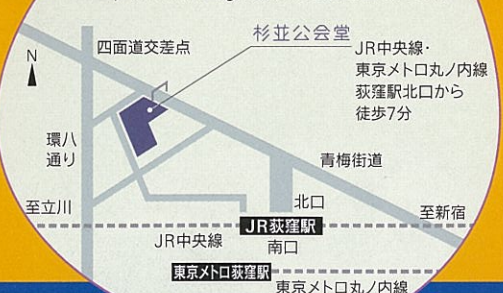 N
四面道交差点
杉並公会堂
JR中央線・
東京メトロ丸ノ内線
荻窪駅北口から
徒歩7分
環八
通り
青梅街道
至立川
北口
至新宿
JR荻窪駅
JR中央線
南口
東京メトロ荻窪駅
東京メトロ丸ノ内線